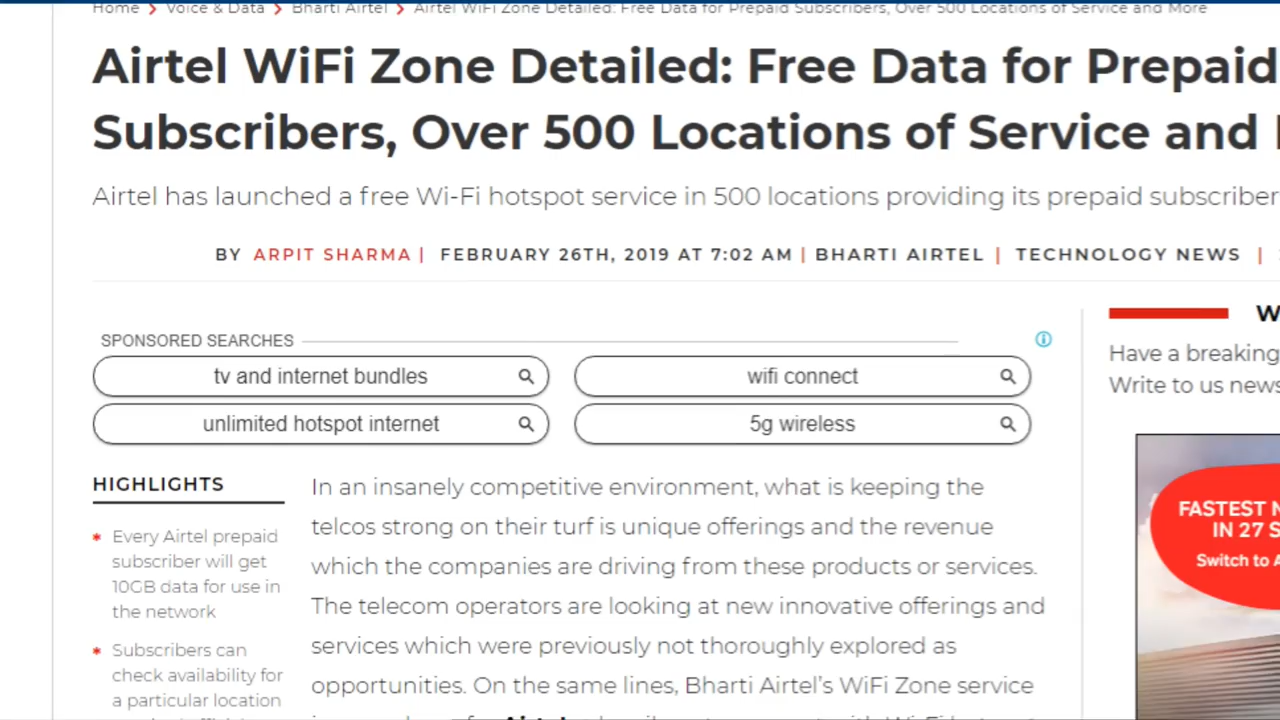 Home > Voice & Data > Bharti Airtel > Airtel WiFi Zone Detailed: Free Data for Prepaid Subscribers, Over 500 Locations of Service and More
Airtel WiFi Zone Detailed: Free Data for Prepaid
Subscribers, Over 500 Locations of Service and
Airtel has launched a free Wi-Fi hotspot service in 500 locations providing its prepaid subscriber
BY ARPIT SHARMA | FEBRUARY 26TH, 2019 AT 7:02 AM | BHARTI AIRTEL | TECHNOLOGY NEWS |
SPONSORED SEARCHES
tv and internet bundles
wifi connect
unlimited hotspot internet
5g wireless
HIGHLIGHTS
* Every Airtel prepaid
subscriber will get
10GB data for use in
the network
* Subscribers can
check availability for
a particular location
In an insanely competitive environment, what is keeping the
telcos strong on their turf is unique offerings and the revenue
which the companies are driving from these products or services.
The telecom operators are looking at new innovative offerings and
services which were previously not thoroughly explored as
opportunities. On the same lines, Bharti Airtel's WiFi Zone service
W
Have a breaking
Write to us news
FASTEST N
IN 27 S
Switch to A